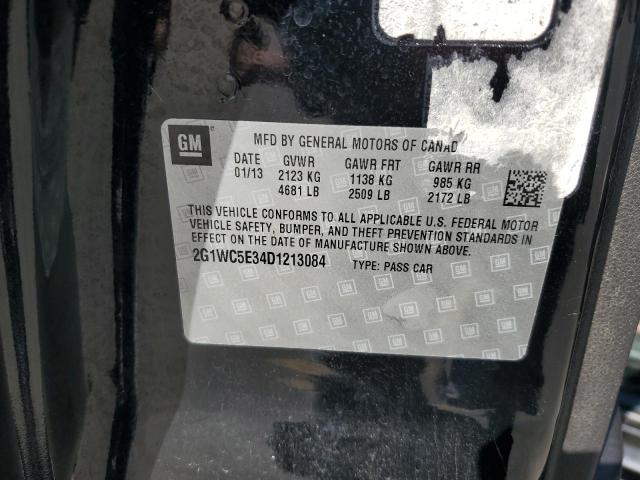 GM
MFD BY GENERAL MOTORS OF CANAD
DATE GVWR GAWR FRT GAWR RR
01/13 2123 KG 1138 KG 985 KG
4681 LB 2509 LB 2172 LB
THIS VEHICLE CONFORMS TO ALL APPLICABLE U.S. FEDERAL MOTOR
VEHICLE SAFETY, BUMPER, AND THEFT PREVENTION STANDARDS IN
EFFECT ON THE DATE OF MANUFACTURE SHOWN ABOVE.
2G1WC5E34D1213084 TYPE: PASS CAR